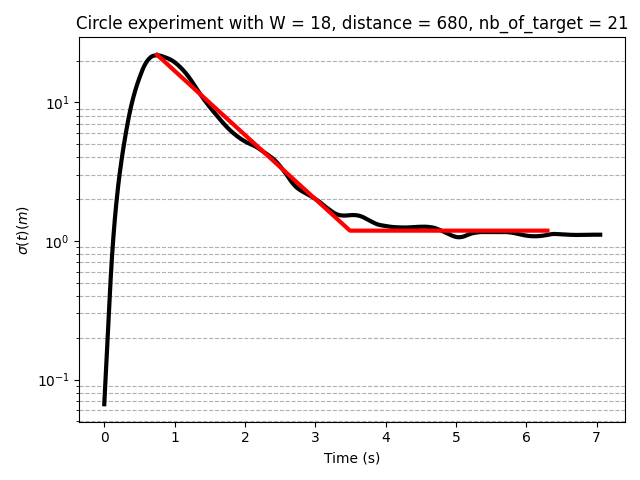 Circle experiment with W = 18, distance = 680, nb_of_target = 21
σ(t)(m)
10¹
10⁰
10⁻¹
0 1 2 3 4 5 6 7
Time (s)